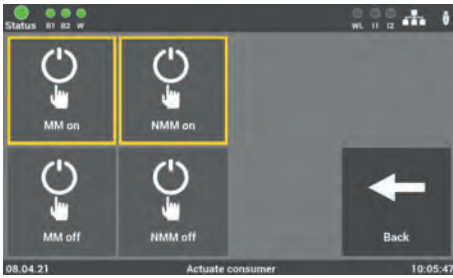 Status B1 B2 W WL I1 I2
MM on NMM on
MM off NMM off Back
08.04.21 Actuate consumer 10:05:47